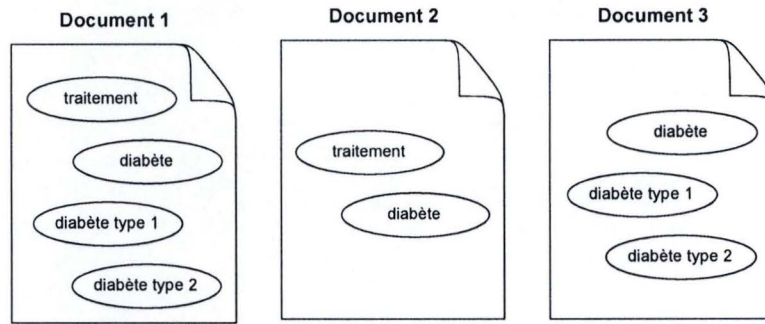 Document 1
traitement
diabète
diabète type 1
diabète type 2
Document 2
traitement
diabète
Document 3
diabète
diabète type 1
diabète type 2